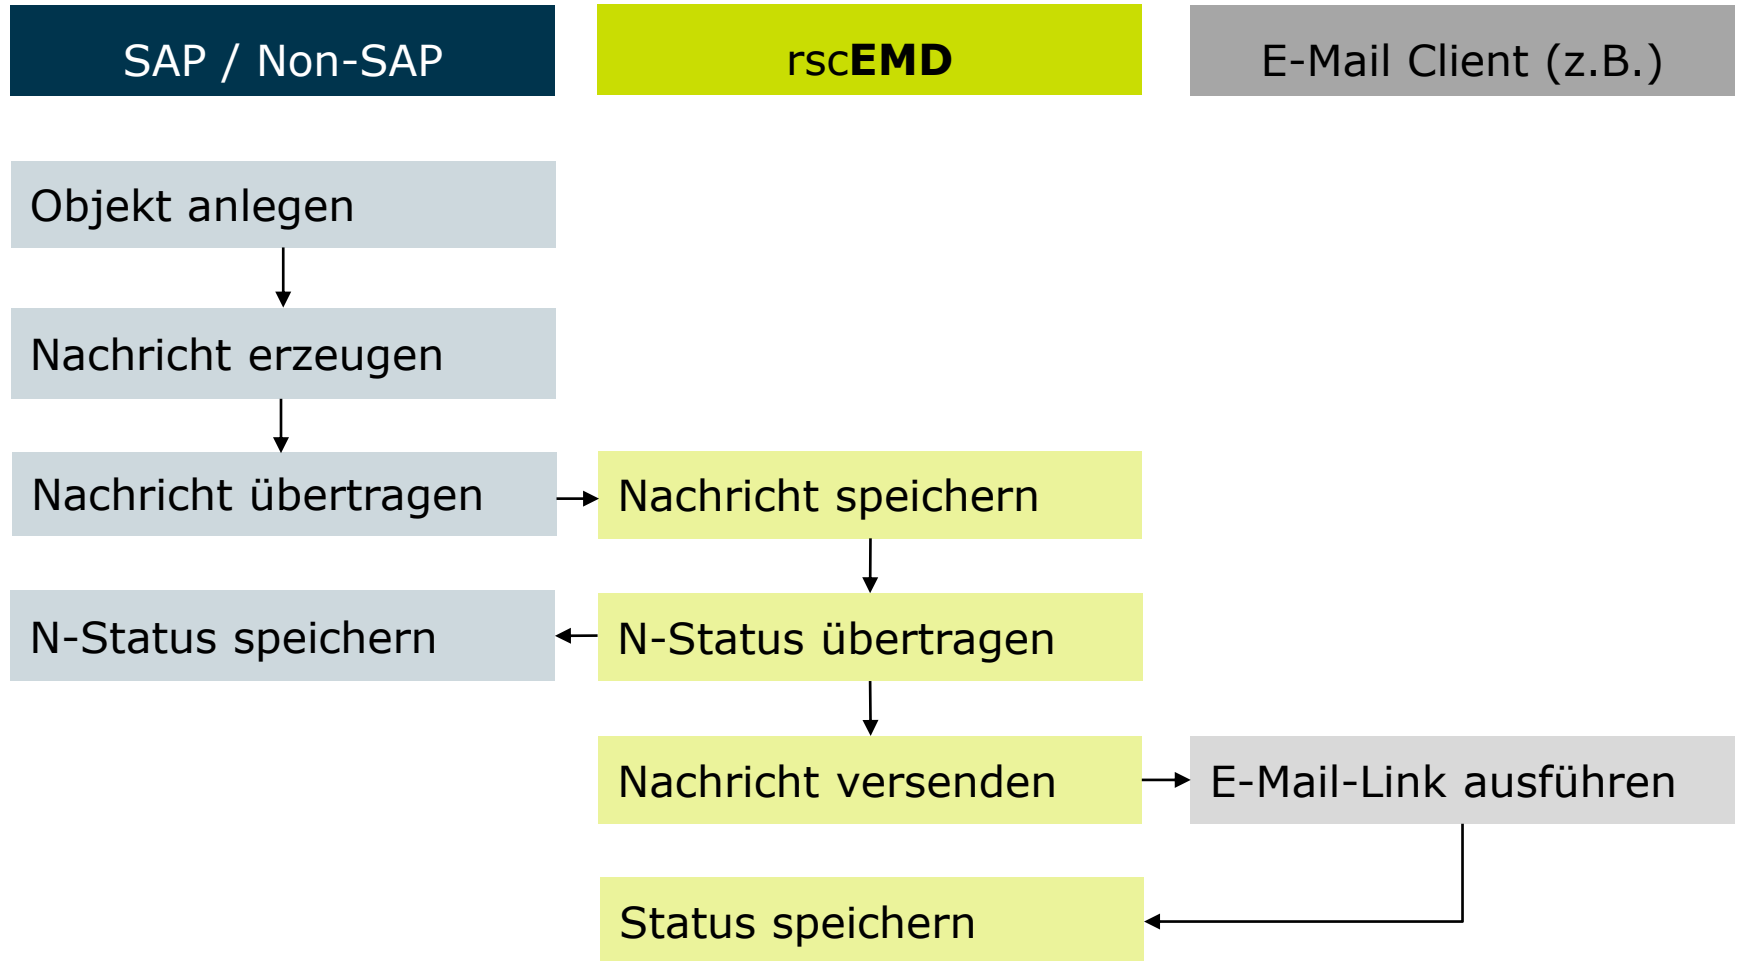 SAP / Non-SAP
rscEMD
E-Mail Client (z.B.)
Objekt anlegen
Nachricht erzeugen
Nachricht übertragen
Nachricht speichern
N-Status speichern
N-Status übertragen
Nachricht versenden
E-Mail-Link ausführen
Status speichern